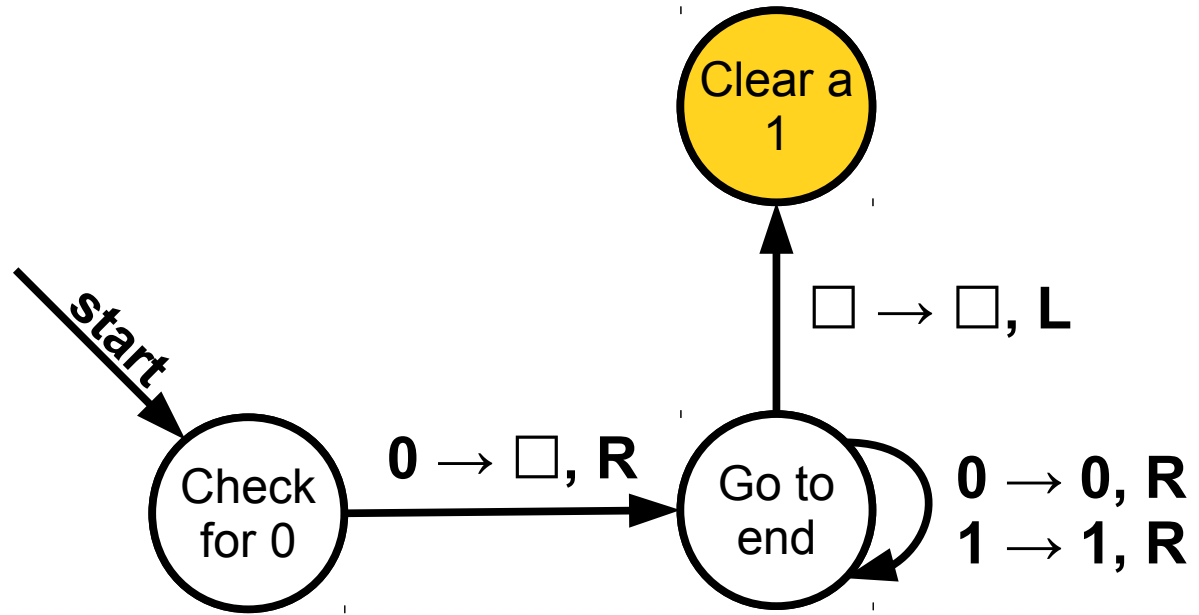 Clear a
1
□ → □, L
start
0 → □, R
Check
for 0
Go to
end
0 → 0, R
1 → 1, R